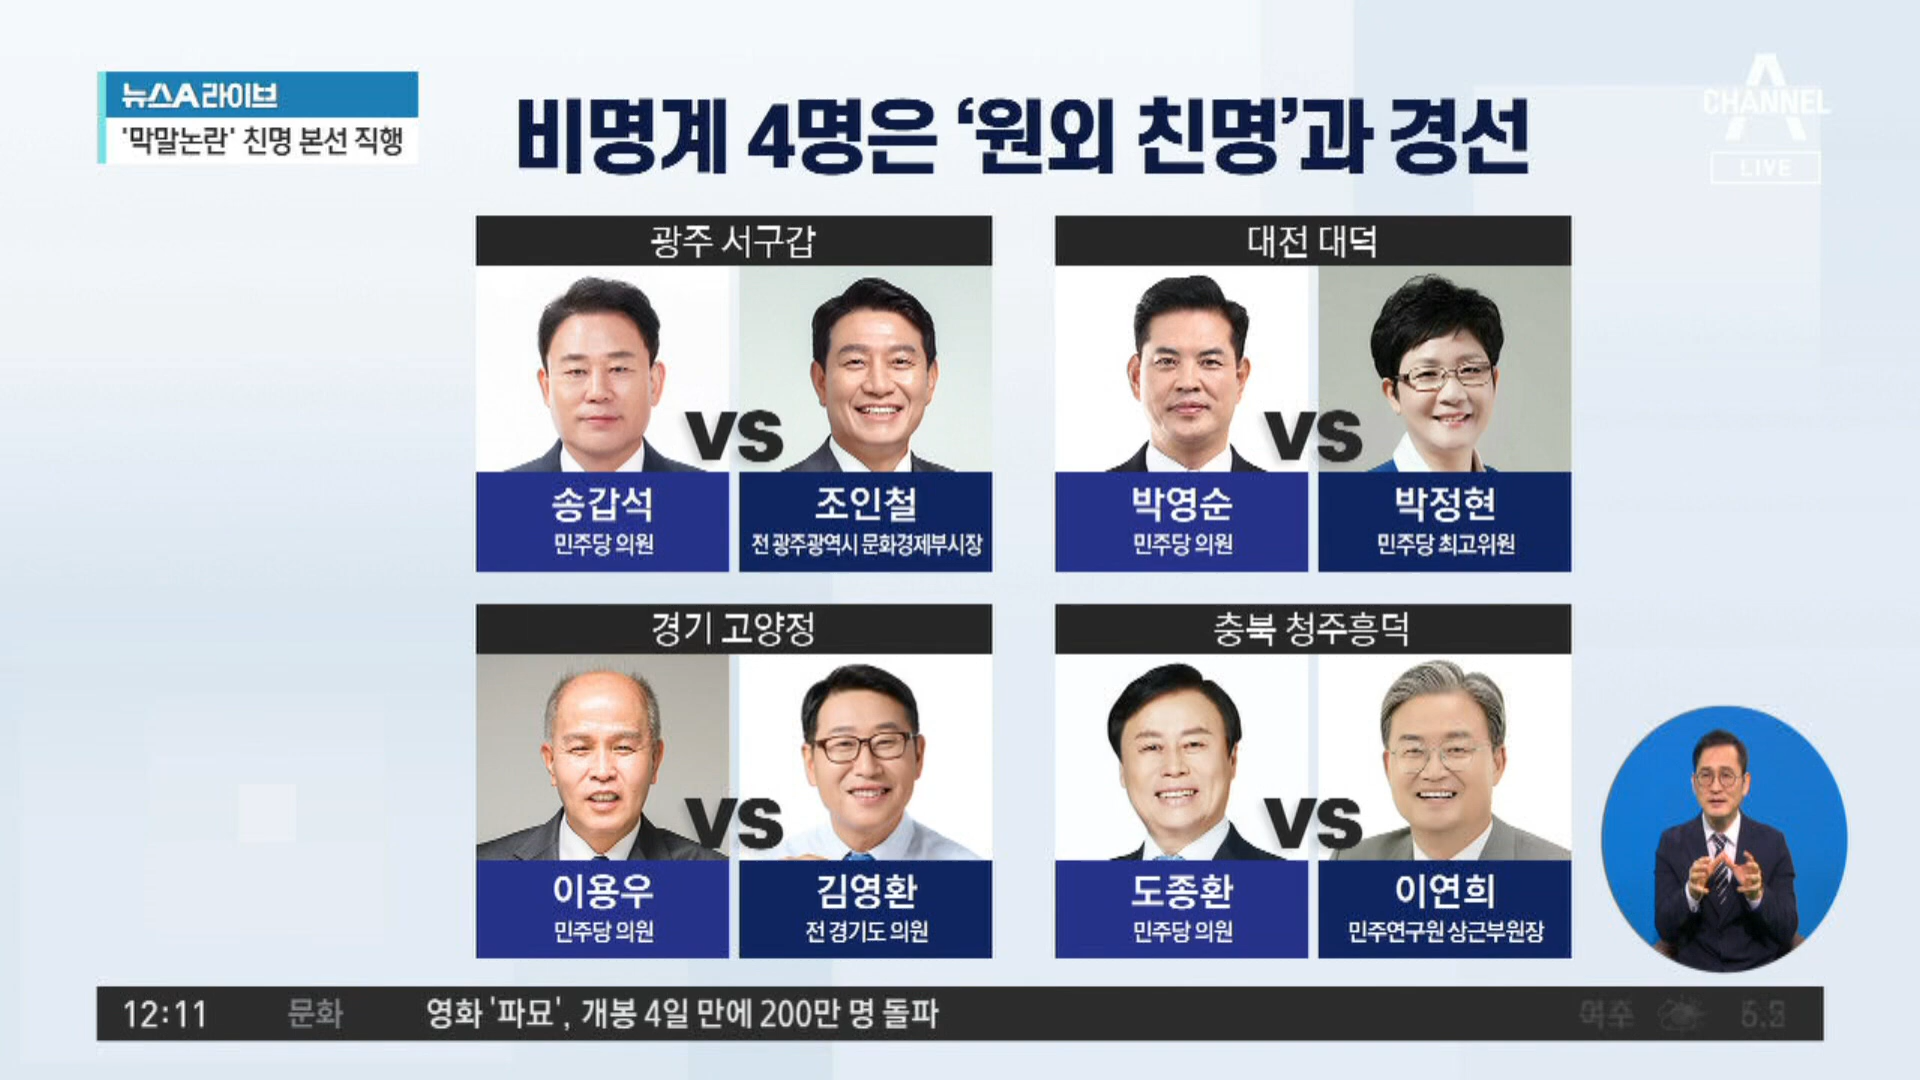 뉴스A라이브
'막말논란' 친명 본선 직행
비명계 4명은 ‘원외 친명’과 경선
CHANNEL A
LIVE
광주 서구갑
VS
송갑석
민주당 의원
조인철
전 광주광역시 문화경제부시장
대전 대덕
VS
박영순
민주당 의원
박정현
민주당 최고위원
경기 고양정
VS
이용우
민주당 의원
김영환
전 경기도 의원
충북 청주흥덕
VS
도종환
민주당 의원
이연희
민주연구원 상근부원장
12:11 문화 영화 '파묘', 개봉 4일 만에 200만 명 돌파